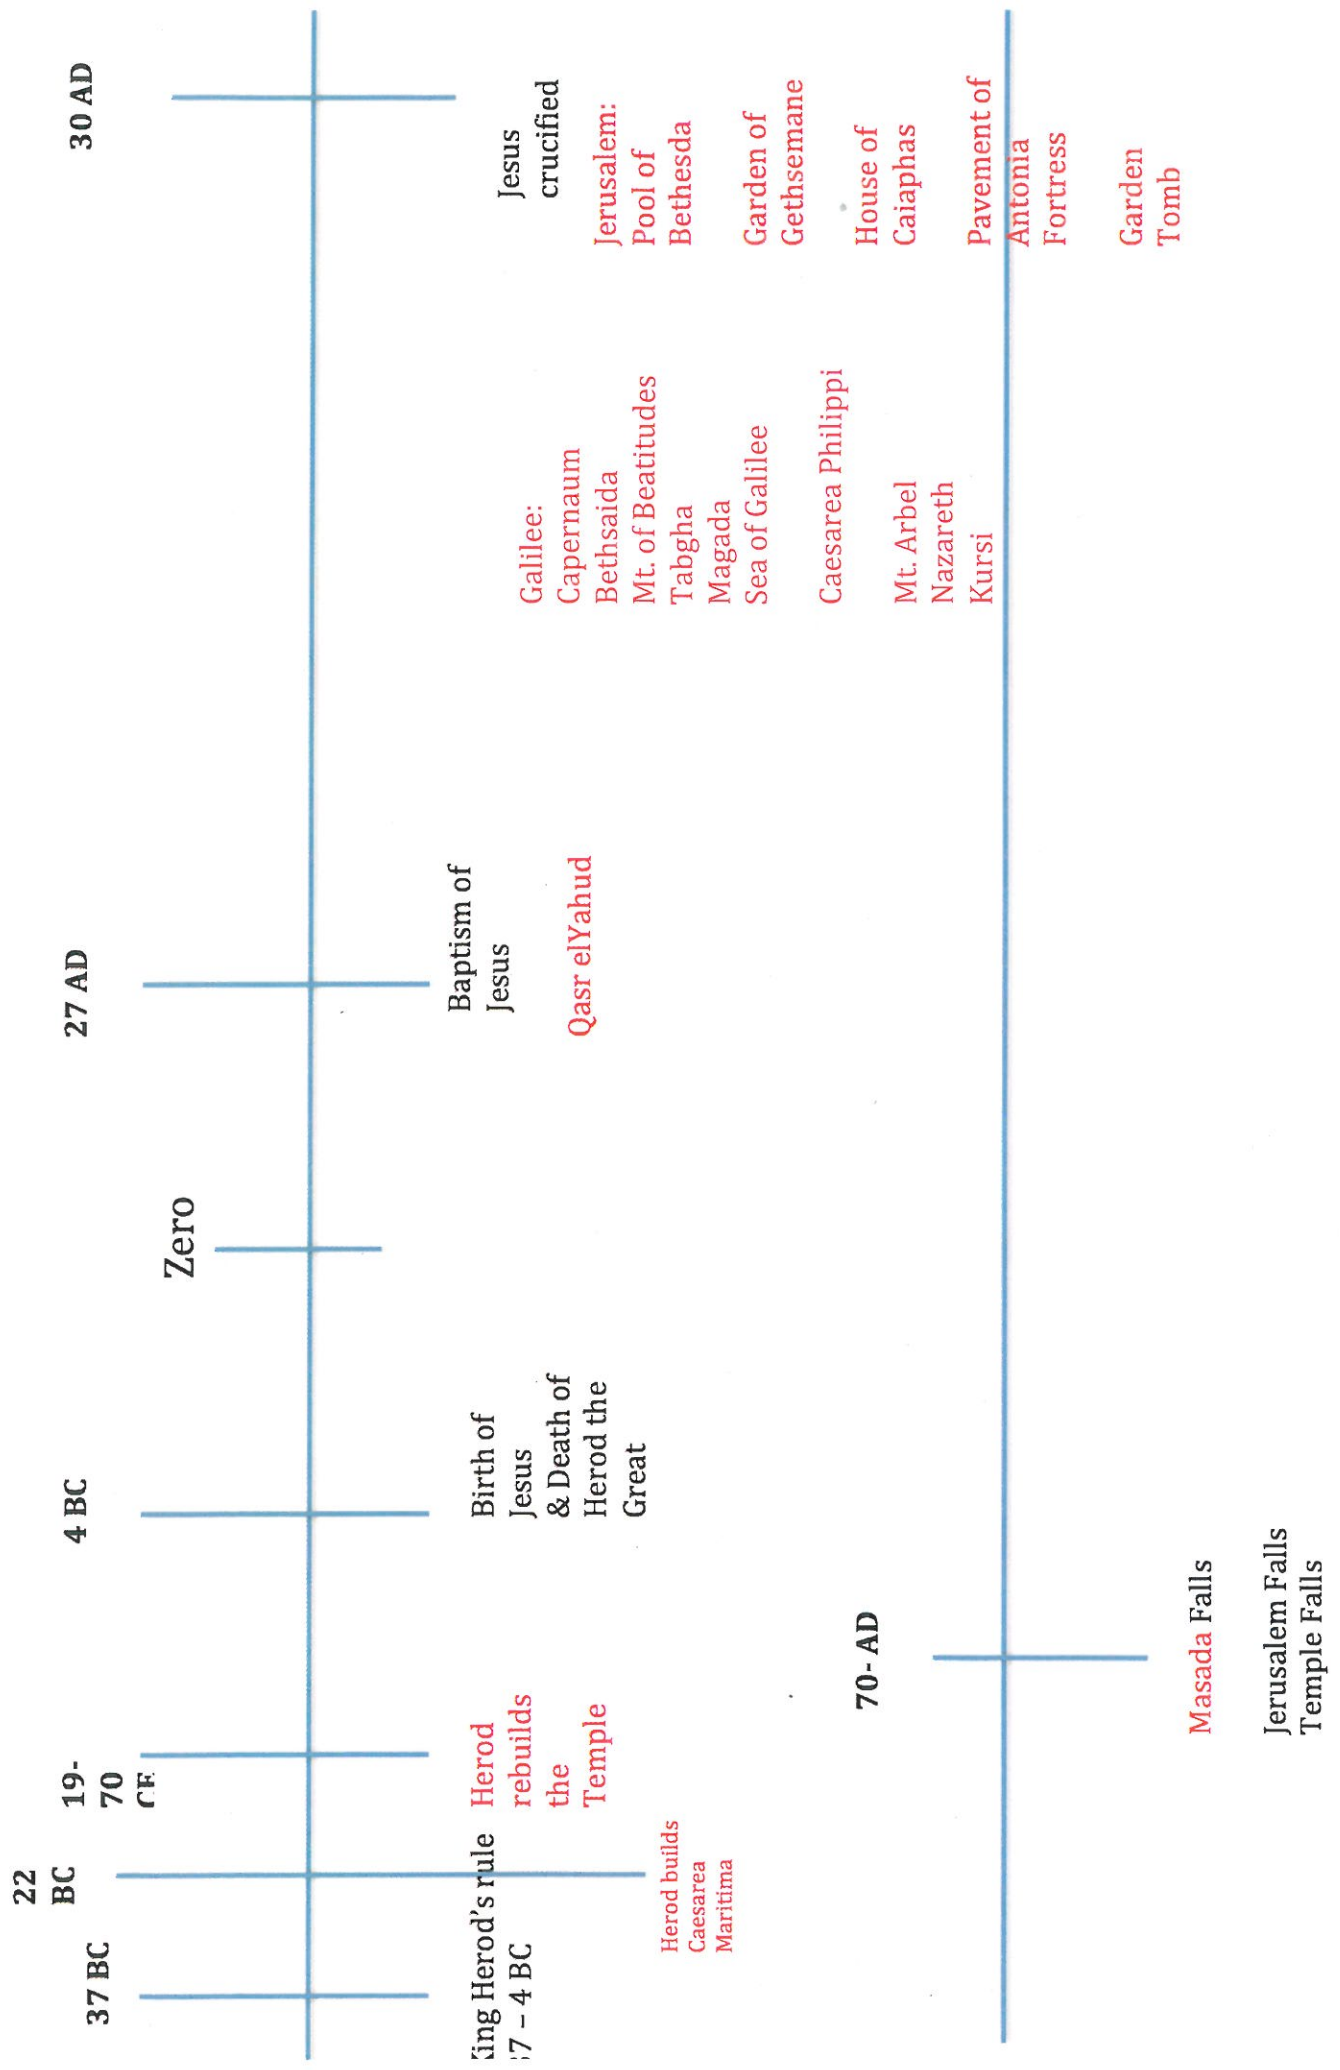 37 BC
King Herod's rule
37 – 4 BC
22
BC
Herod builds
Caesarea
Maritima
19-
70
CE
Herod
rebuilds
the
Temple
4 BC
Birth of
Jesus
& Death of
Herod the
Great
Zero
27 AD
Baptism of
Jesus
Qasr elYahud
Galilee:
Capernaum
Bethsaida
Mt. of Beatitudes
Tabgha
Magada
Sea of Galilee
Caesarea Philippi
Mt. Arbel
Nazareth
Kursi
30 AD
Jesus
crucified
Jerusalem:
Pool of
Bethesda
Garden of
Gethsemane
House of
Caiaphas
Pavement of
Antonia
Fortress
Garden
Tomb
70- AD
Masada Falls
Jerusalem Falls
Temple Falls